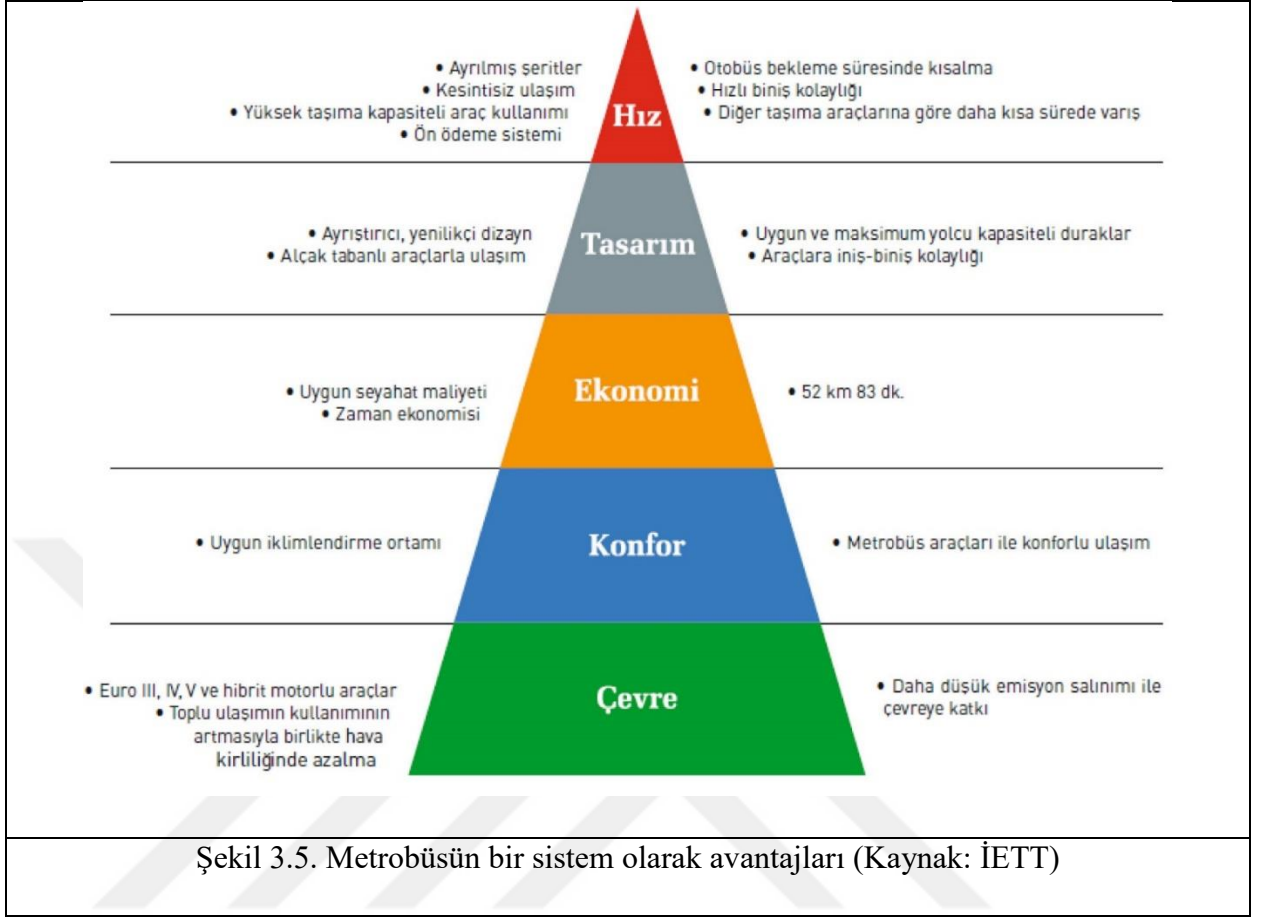 • Ayrılmış şeritler
• Kesintisiz ulaşım
• Yüksek taşıma kapasiteli araç kullanımı
• Ön ödeme sistemi
Hız
• Otobüs bekleme süresinde kısalma
• Hızlı biniş kolaylığı
• Diğer taşıma araçlarına göre daha kısa sürede varış
• Ayrıştırıcı, yenilikçi dizayn
• Alçak tabanlı araçlarla ulaşım
Tasarım
• Uygun ve maksimum yolcu kapasiteli duraklar
• Araçlara iniş-biniş kolaylığı
• Uygun seyahat maliyeti
• Zaman ekonomisi
Ekonomi
• 52 km 83 dk.
• Uygun iklimlendirme ortamı
Konfor
• Metrobüs araçları ile konforlu ulaşım
• Euro III, IV, V ve hibrit motorlu araçlar
• Toplu ulaşımın kullanımının
artmasıyla birlikte hava
kirliliğinde azalma
Çevre
• Daha düşük emisyon salınımı ile
çevreye katkı
Şekil 3.5. Metrobüsün bir sistem olarak avantajları (Kaynak: İETT)